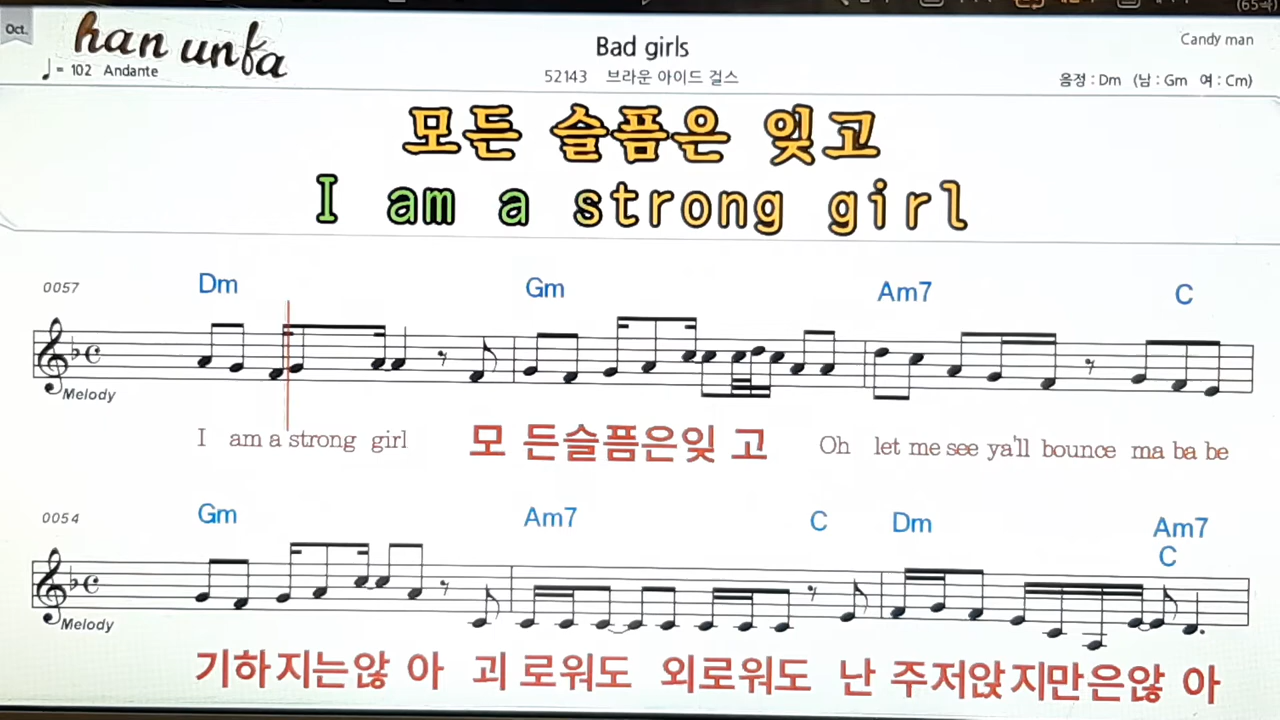 (65곡)
Oct.
han unfa
♩= 102 Andante
Bad girls
Candy man
52143 브라운 아이드 걸스
음정 : Dm (남 : Gm 여 : Cm)
모든 슬픔은 잊고
I am a strong girl
0057 Dm Gm Am7 C
Melody
I am a strong girl 모 든슬픔은잊 고 Oh let me see ya'll bounce ma ba be
0054 Gm Am7 C Dm Am7
C
Melody
기하지는않 아 괴 로워도 외로워도 난 주저앉지만은않 아